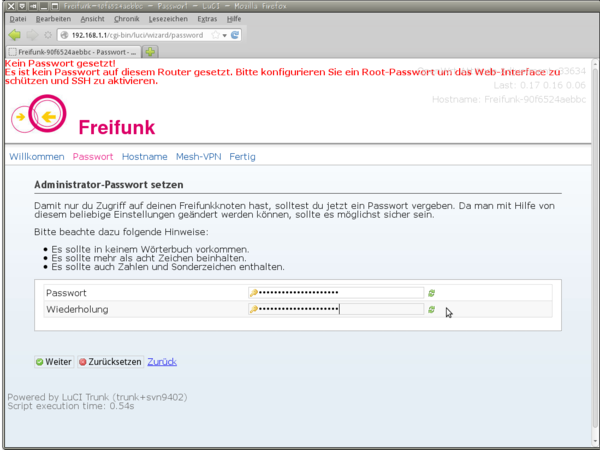 Freifunk-90f6524aebbc - Passwort - LuCI - Mozilla Firefox
Datei Bearbeiten Ansicht Chronik Lesezeichen Extras Hilfe
192.168.1.1/cgi-bin/luci/wizard/password
Freifunk-90f6524aebbc - Passwort - ...
Kein Passwort gesetzt!
Es ist kein Passwort auf diesem Router gesetzt. Bitte konfigurieren Sie ein Root-Passwort um das Web-Interface zu
schützen und SSH zu aktivieren.
33634
Last: 0.17 0.16 0.06
Hostname: Freifunk-90f6524aebbc
Freifunk
Willkommen Passwort Hostname Mesh-VPN Fertig
Administrator-Passwort setzen
Damit nur du Zugriff auf deinen Freifunkknoten hast, solltest du jetzt ein Passwort vergeben. Da man mit Hilfe von
diesem beliebige Einstellungen geändert werden können, sollte es möglichst sicher sein.
Bitte beachte dazu folgende Hinweise:
• Es sollte in keinem Wörterbuch vorkommen.
• Es sollte mehr als acht Zeichen beinhalten.
• Es sollte auch Zahlen und Sonderzeichen enthalten.
Passwort
Wiederholung
Weiter Zurücksetzen Zurück
Powered by LuCI Trunk (trunk+svn9402)
Script execution time: 0.54s